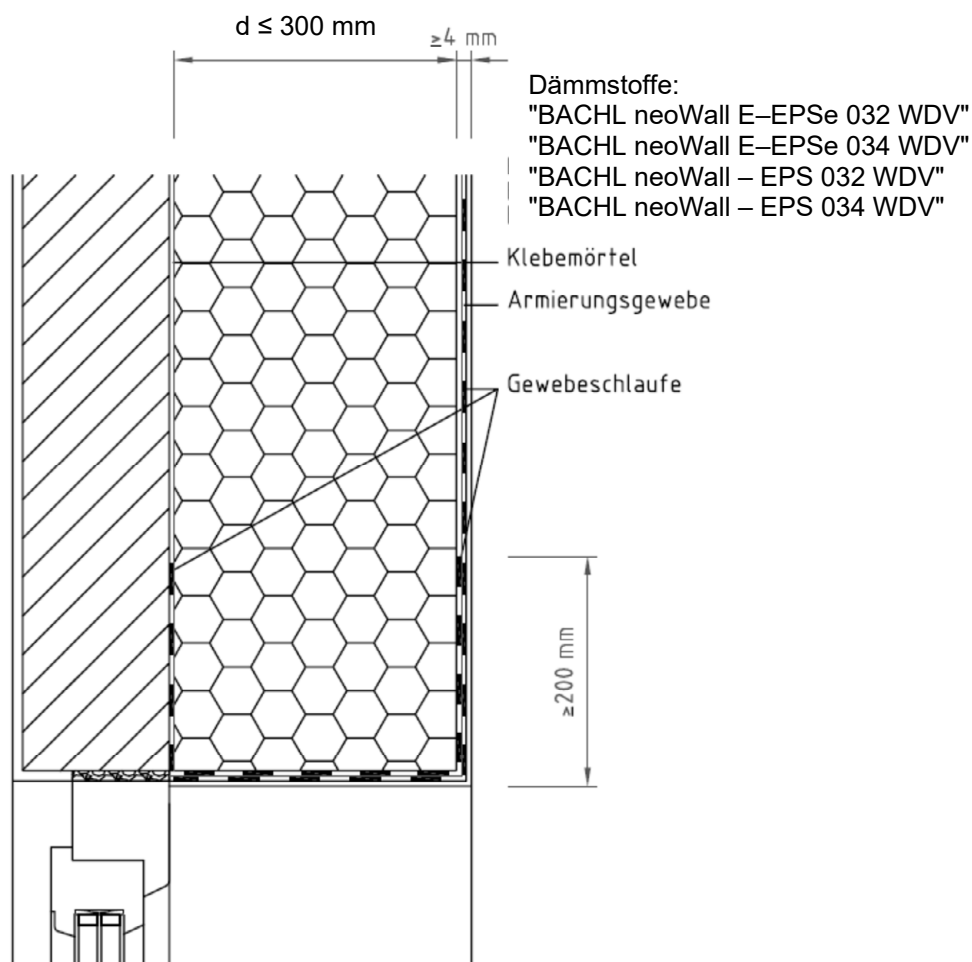 d ≤ 300 mm
≥4 mm
Dämmstoffe:
"BACHL neoWall E–EPSe 032 WDV"
"BACHL neoWall E–EPSe 034 WDV"
"BACHL neoWall – EPS 032 WDV"
"BACHL neoWall – EPS 034 WDV"
Klebemörtel
Armierungsgewebe
Gewebeschlaufe
≥200 mm